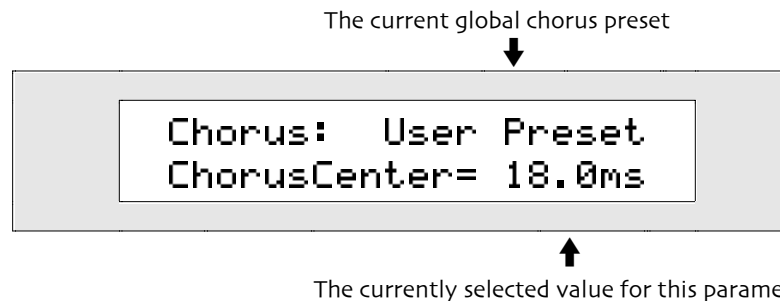 The current global chorus preset
Chorus: User Preset
ChorusCenter= 18.0ms
The currently selected value for this